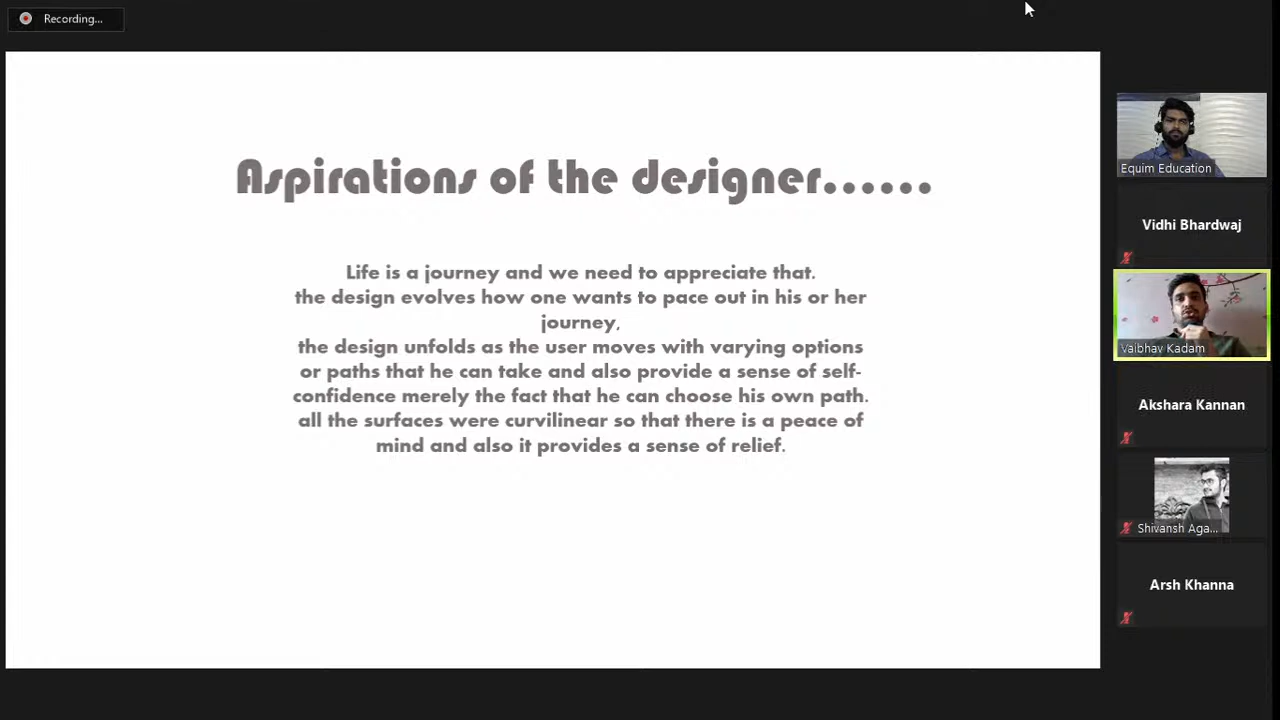 Recording...
Aspirations of the designer......
Life is a journey and we need to appreciate that.
the design evolves how one wants to pace out in his or her
journey,
the design unfolds as the user moves with varying options
or paths that he can take and also provide a sense of self-
confidence merely the fact that he can choose his own path.
all the surfaces were curvilinear so that there is a peace of
mind and also it provides a sense of relief.
Equim Education
Vidhi Bhardwaj
Vaibhav Kadam
Akshara Kannan
Shivansh Aga...
Arsh Khanna